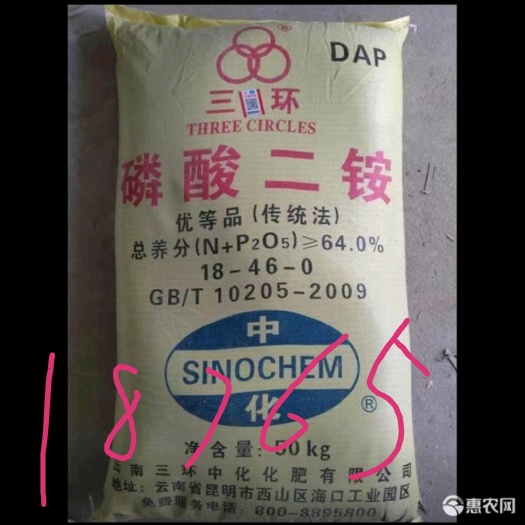 DAP
三环
THREE CIRCLES
磷酸二铵
优等品(传统法)
总养分(N+P₂O₅)≥64.0%
18-46-0
GB/T 10205-2009
中
SINOCHEM
化
®
18765
净含量:50kg
云南三环中化化肥有限公司
地址:云南省昆明市西山区海口工业园区
免费服务电话:800-8895800
惠农网